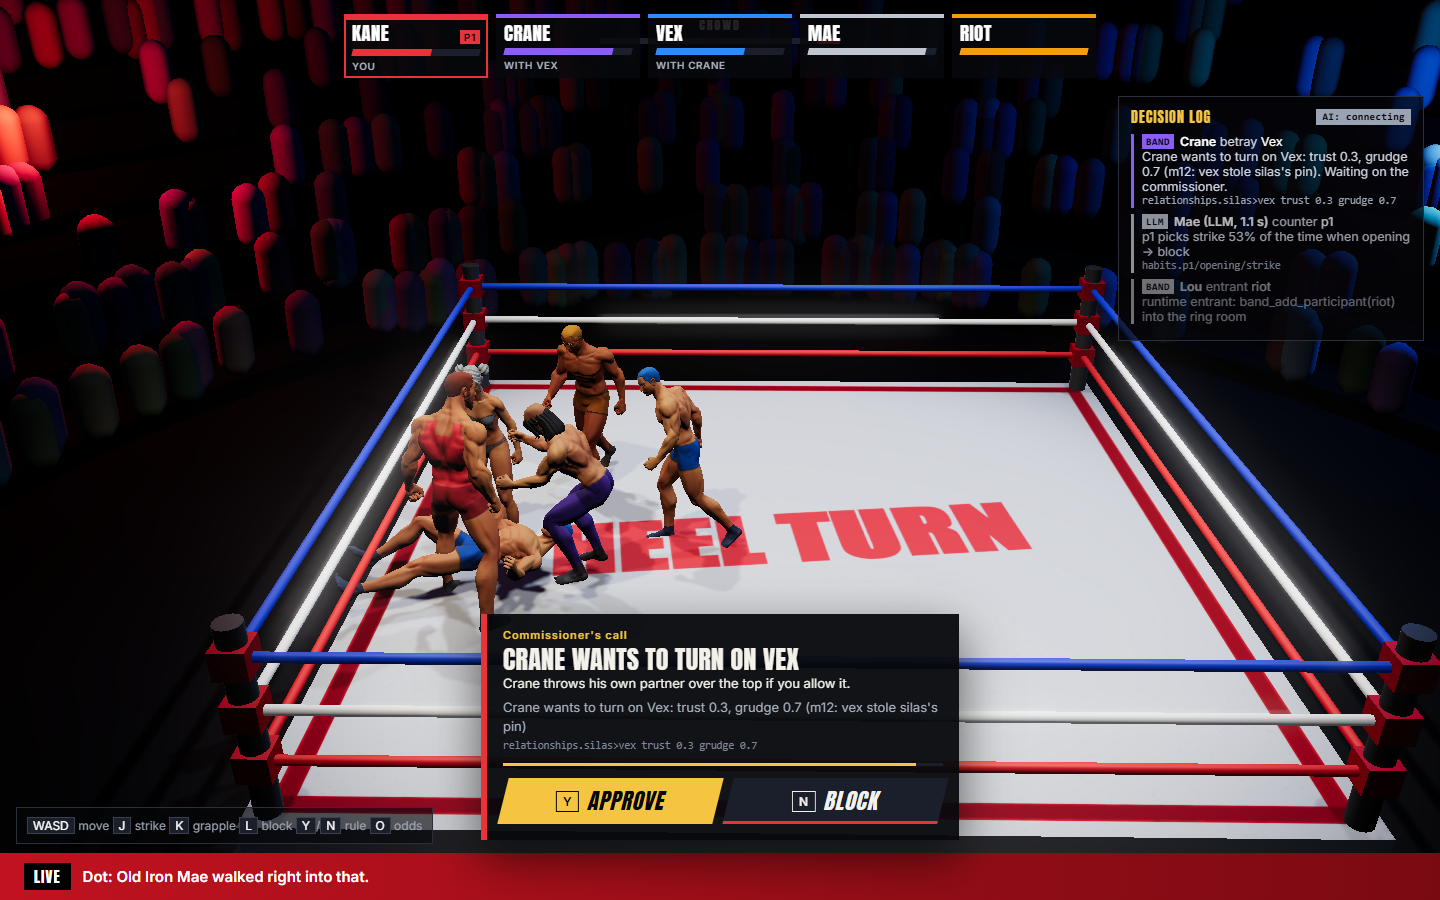 KANE
P1
YOU
CRANE
WITH VEX
CROWD
VEX
WITH CRANE
MAE
RIOT
DECISION LOG
AI: connecting
BAND Crane betray Vex
Crane wants to turn on Vex: trust 0.3, grudge
0.7 (m12: vex stole silas's pin). Waiting on the
commissioner.
relationships.silas>vex trust 0.3 grudge 0.7
LLM Mae (LLM, 1.1 s) counter p1
p1 picks strike 53% of the time when opening
→ block
habits.p1/opening/strike
BAND Lou entrant riot
runtime entrant: band_add_participant(riot)
into the ring room
HEEL TURN
Commissioner's call
CRANE WANTS TO TURN ON VEX
Crane throws his own partner over the top if you allow it.
Crane wants to turn on Vex: trust 0.3, grudge 0.7 (m12: vex stole silas's
pin)
relationships.silas>vex trust 0.3 grudge 0.7
Y APPROVE
N BLOCK
WASD move J strike K grapple L block Y / N rule O odds
LIVE Dot: Old Iron Mae walked right into that.